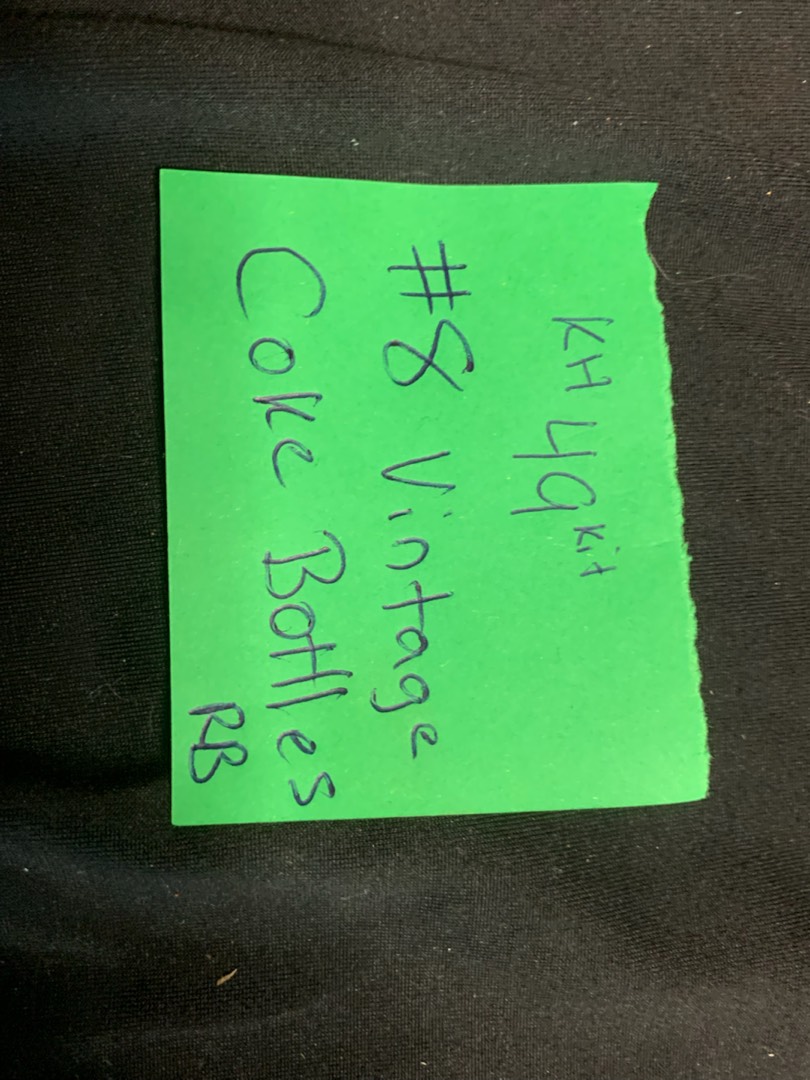 KH 49 Kit
#8 Vintage
Coke Bottles
RB